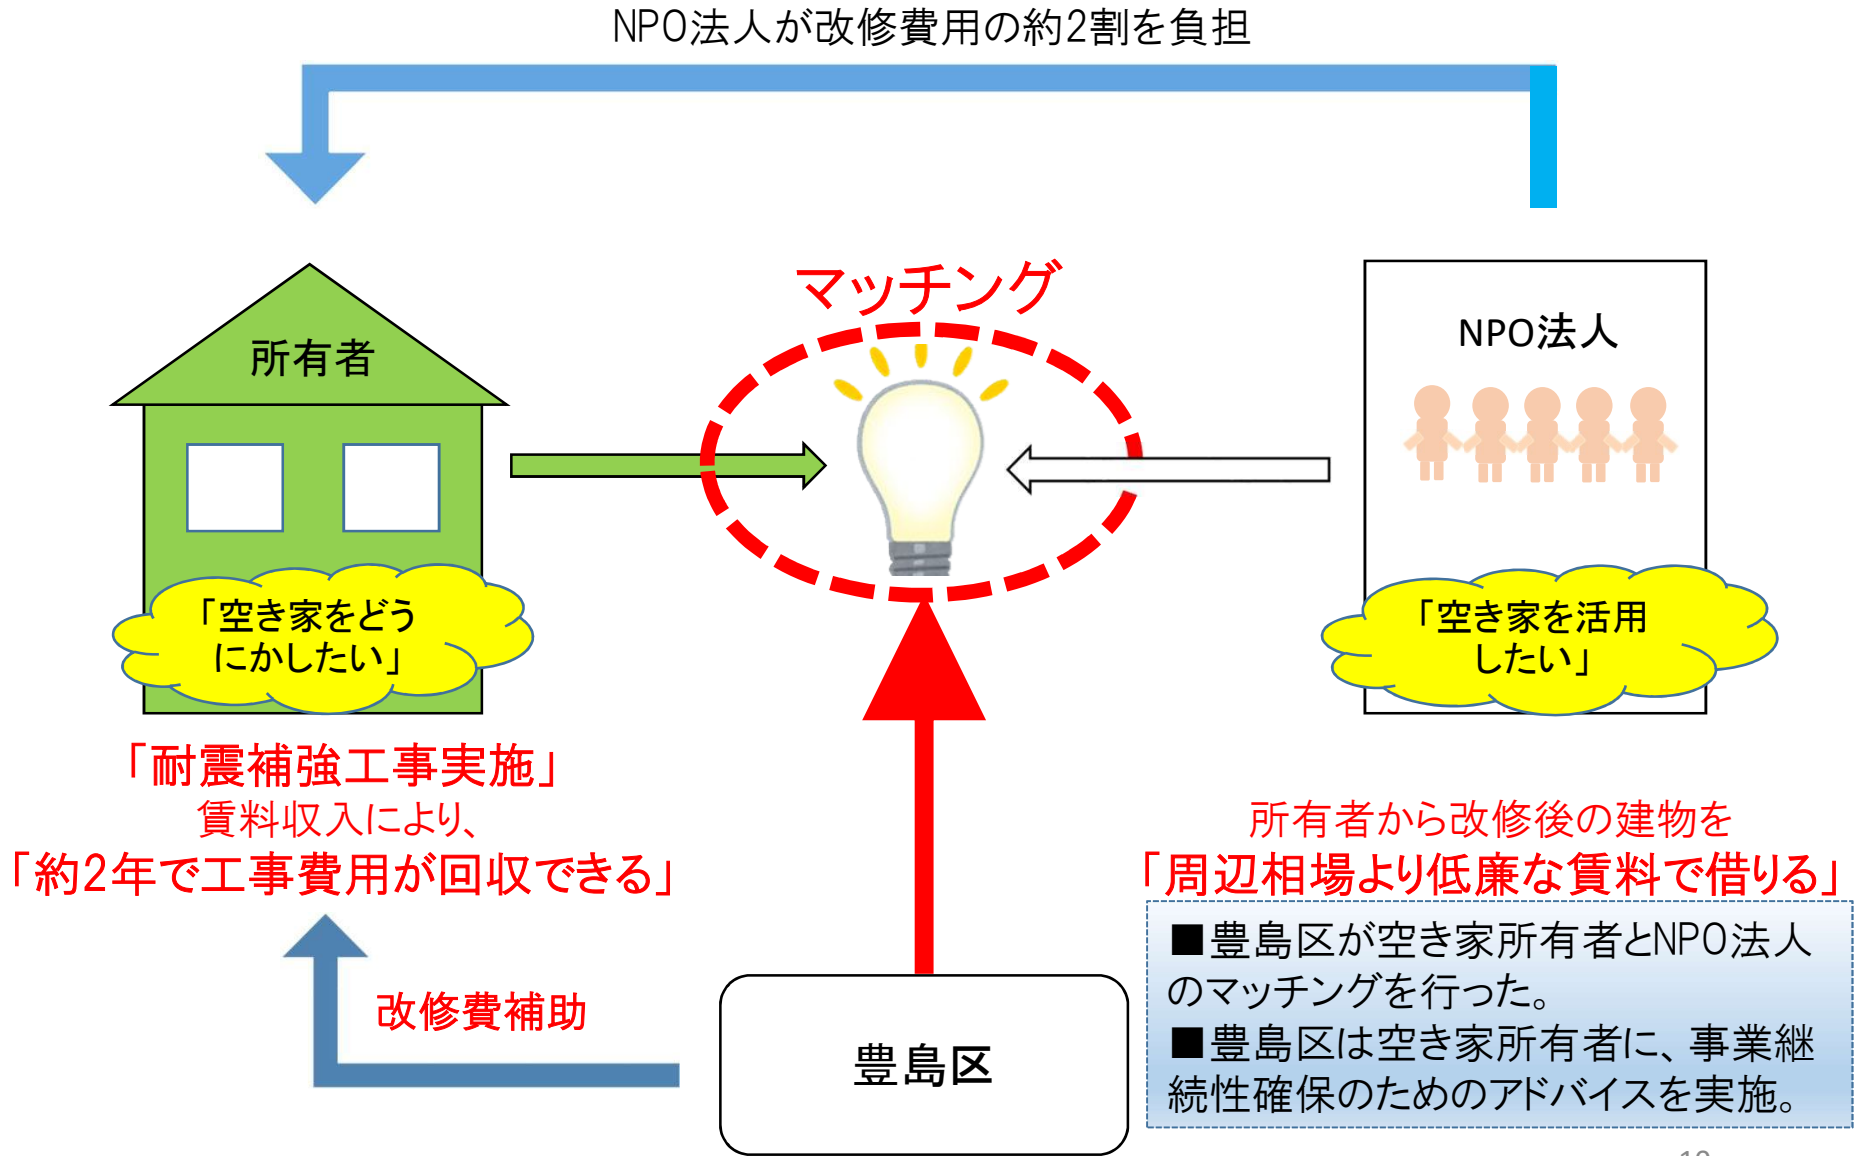 NPO法人が改修費用の約2割を負担
マッチング
所有者
NPO法人
「空き家をどう
にかしたい」
「空き家を活用
したい」
「耐震補強工事実施」
賃料収入により、
「約2年で工事費用が回収できる」
所有者から改修後の建物を
「周辺相場より低廉な賃料で借りる」
■豊島区が空き家所有者とNPO法人
のマッチングを行った。
■豊島区は空き家所有者に、事業継
続性確保のためのアドバイスを実施。
改修費補助
豊島区